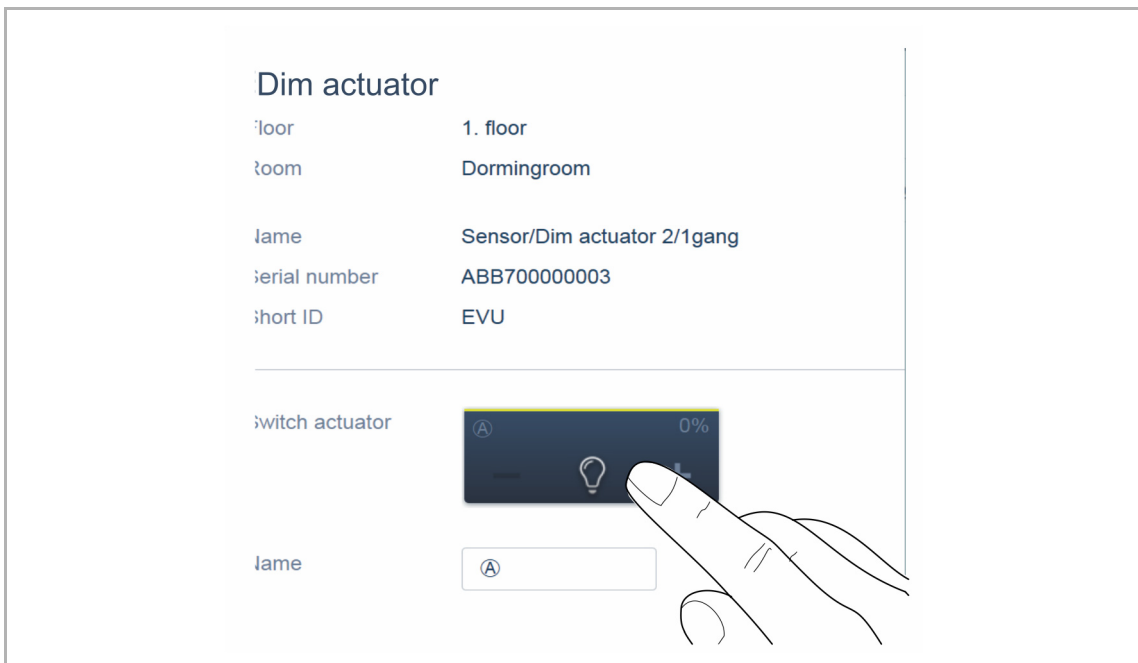 Dim actuator
Floor 1. floor
Room Dormingroom
Name Sensor/Dim actuator 2/1gang
Serial number ABB700000003
Short ID EVU
Switch actuator Ⓐ 0%
− +
Name Ⓐ